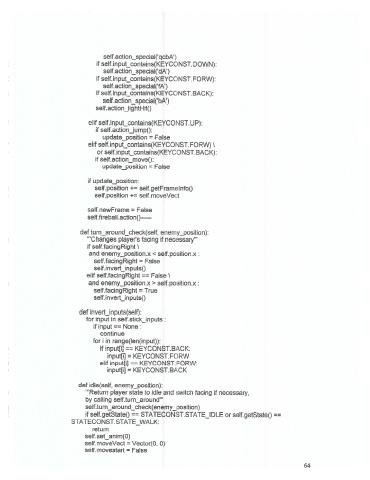 self.action_special('qcbA')
if self.input_contains(KEYCONST.DOWN):
self.action_special('dA')
if self.input_contains(KEYCONST.FORW):
self.action_special('fA')
if self.input_contains(KEYCONST.BACK):
self.action_special('bA')
self.action_lightHit()
elif self.input_contains(KEYCONST.UP):
if self.action_jump():
update_position = False
elif self.input_contains(KEYCONST.FORW) \
or self.input_contains(KEYCONST.BACK):
if self.action_move():
update_position = False
if update_position:
self.position += self.getFrameInfo()
self.position += self.moveVect
self.newFrame = False
self.fireball.action()-----
def turn_around_check(self, enemy_position):
"""Changes player's facing if necessary"""
if self.facingRight \
and enemy_position.x < self.position.x :
self.facingRight = False
self.invert_inputs()
elif self.facingRight == False \
and enemy_position.x > self.position.x :
self.facingRight = True
self.invert_inputs()
def invert_inputs(self):
for input in self.stick_inputs :
if input == None :
continue
for i in range(len(input)):
if input[i] == KEYCONST.BACK:
input[i] = KEYCONST.FORW
elif input[i] == KEYCONST.FORW:
input[i] = KEYCONST.BACK
def idle(self, enemy_position):
"""Return player state to idle and switch facing if necessary,
by calling self.turn_around"""
self.turn_around_check(enemy_position)
if self.getState() == STATECONST.STATE_IDLE or self.getState() ==
STATECONST.STATE_WALK:
return
self.set_anim(0)
self.moveVect = Vector(0, 0)
self.movestart = False
64